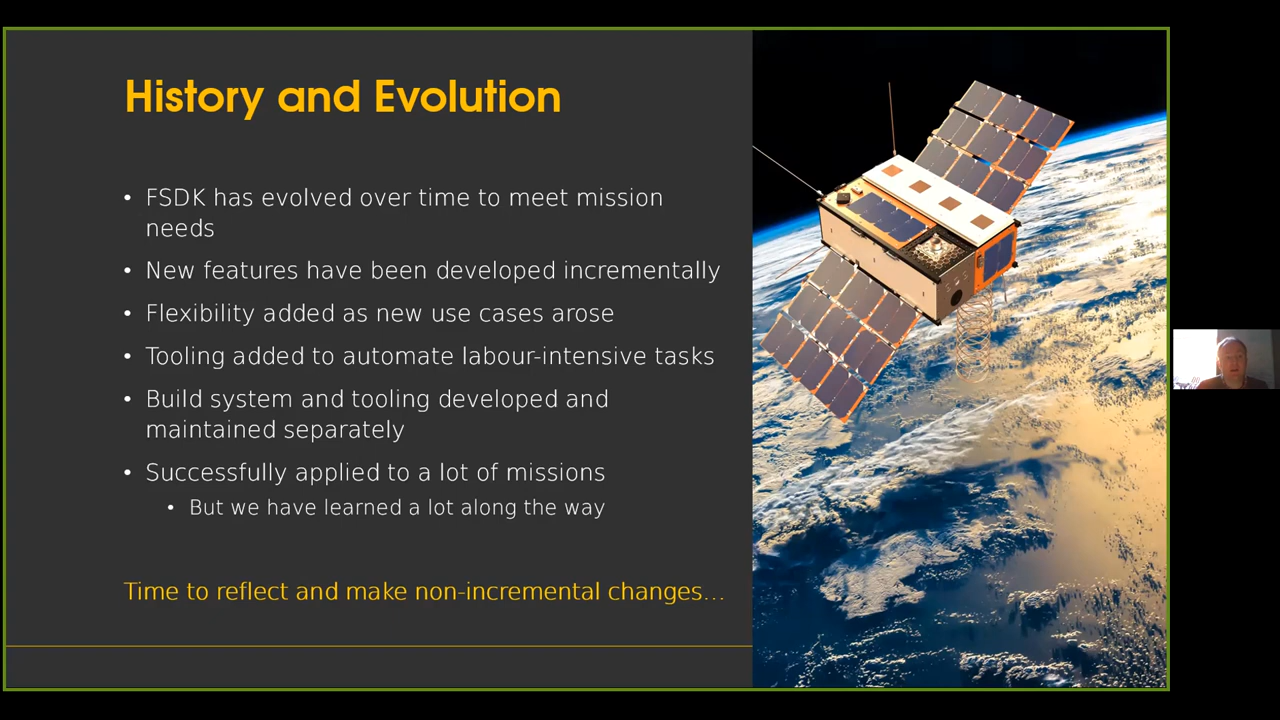 History and Evolution
• FSDK has evolved over time to meet mission
needs
• New features have been developed incrementally
• Flexibility added as new use cases arose
• Tooling added to automate labour-intensive tasks
• Build system and tooling developed and
maintained separately
• Successfully applied to a lot of missions
• But we have learned a lot along the way
Time to reflect and make non-incremental changes…